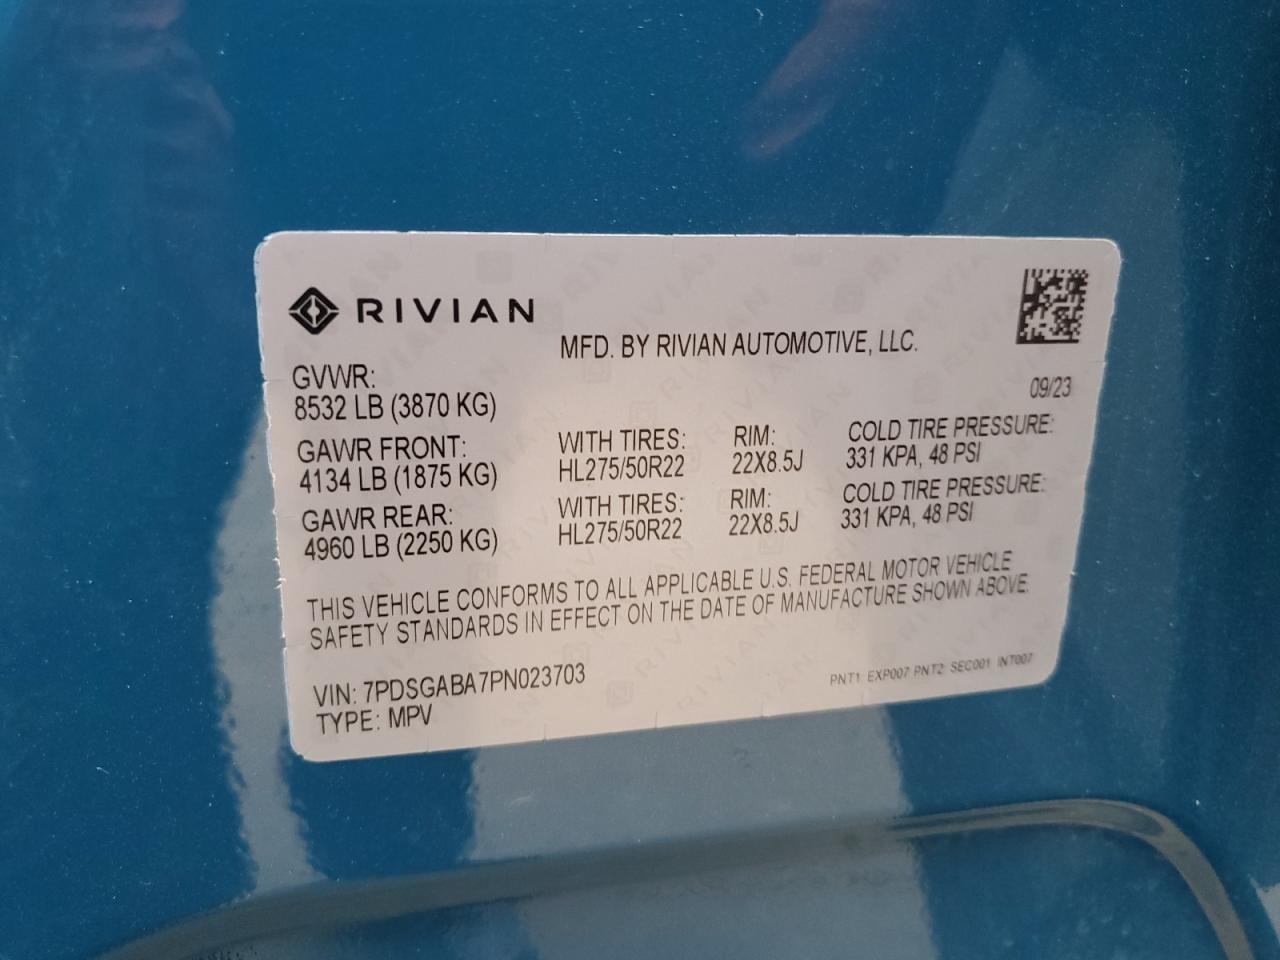 RIVIAN
MFD. BY RIVIAN AUTOMOTIVE, LLC.
09/23
GVWR:
8532 LB (3870 KG)
GAWR FRONT: WITH TIRES: RIM: COLD TIRE PRESSURE:
4134 LB (1875 KG) HL275/50R22 22X8.5J 331 KPA, 48 PSI
GAWR REAR: WITH TIRES: RIM: COLD TIRE PRESSURE:
4960 LB (2250 KG) HL275/50R22 22X8.5J 331 KPA, 48 PSI
THIS VEHICLE CONFORMS TO ALL APPLICABLE U.S. FEDERAL MOTOR VEHICLE
SAFETY STANDARDS IN EFFECT ON THE DATE OF MANUFACTURE SHOWN ABOVE.
VIN: 7PDSGABA7PN023703
TYPE: MPV
PNT1: EXP007 PNT2: SEC001 INT007